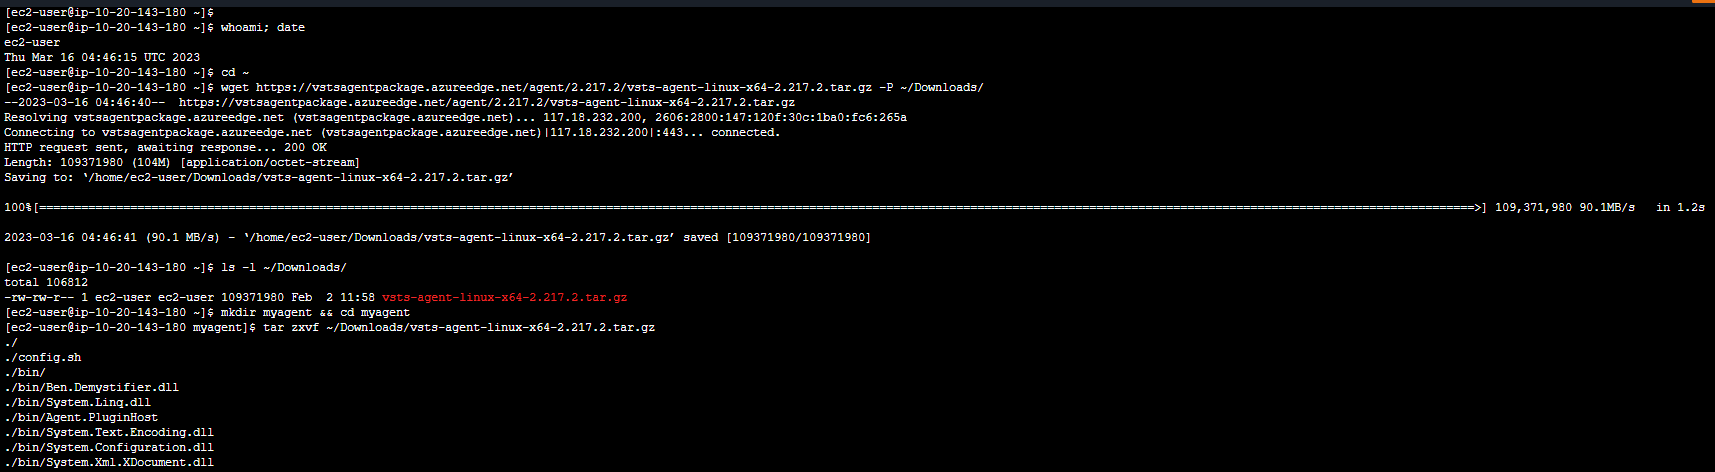 [ec2-user@ip-10-20-143-180 ~]$
[ec2-user@ip-10-20-143-180 ~]$ whoami; date
ec2-user
Thu Mar 16 04:46:15 UTC 2023
[ec2-user@ip-10-20-143-180 ~]$ cd ~
[ec2-user@ip-10-20-143-180 ~]$ wget https://vstsagentpackage.azureedge.net/agent/2.217.2/vsts-agent-linux-x64-2.217.2.tar.gz -P ~/Downloads/
--2023-03-16 04:46:40--  https://vstsagentpackage.azureedge.net/agent/2.217.2/vsts-agent-linux-x64-2.217.2.tar.gz
Resolving vstsagentpackage.azureedge.net (vstsagentpackage.azureedge.net)... 117.18.232.200, 2606:2800:147:120f:30c:1ba0:fc6:265a
Connecting to vstsagentpackage.azureedge.net (vstsagentpackage.azureedge.net)|117.18.232.200|:443... connected.
HTTP request sent, awaiting response... 200 OK
Length: 109371980 (104M) [application/octet-stream]
Saving to: ‘/home/ec2-user/Downloads/vsts-agent-linux-x64-2.217.2.tar.gz’
100%[=====================================================================================================================================================================================================================>] 109,371,980 90.1MB/s   in 1.2s
2023-03-16 04:46:41 (90.1 MB/s) - ‘/home/ec2-user/Downloads/vsts-agent-linux-x64-2.217.2.tar.gz’ saved [109371980/109371980]
[ec2-user@ip-10-20-143-180 ~]$ ls -l ~/Downloads/
total 106812
-rw-rw-r-- 1 ec2-user ec2-user 109371980 Feb  2 11:58 vsts-agent-linux-x64-2.217.2.tar.gz
[ec2-user@ip-10-20-143-180 ~]$ mkdir myagent && cd myagent
[ec2-user@ip-10-20-143-180 myagent]$ tar zxvf ~/Downloads/vsts-agent-linux-x64-2.217.2.tar.gz
./
./config.sh
./bin/
./bin/Ben.Demystifier.dll
./bin/System.Linq.dll
./bin/Agent.PluginHost
./bin/System.Text.Encoding.dll
./bin/System.Configuration.dll
./bin/System.Xml.XDocument.dll